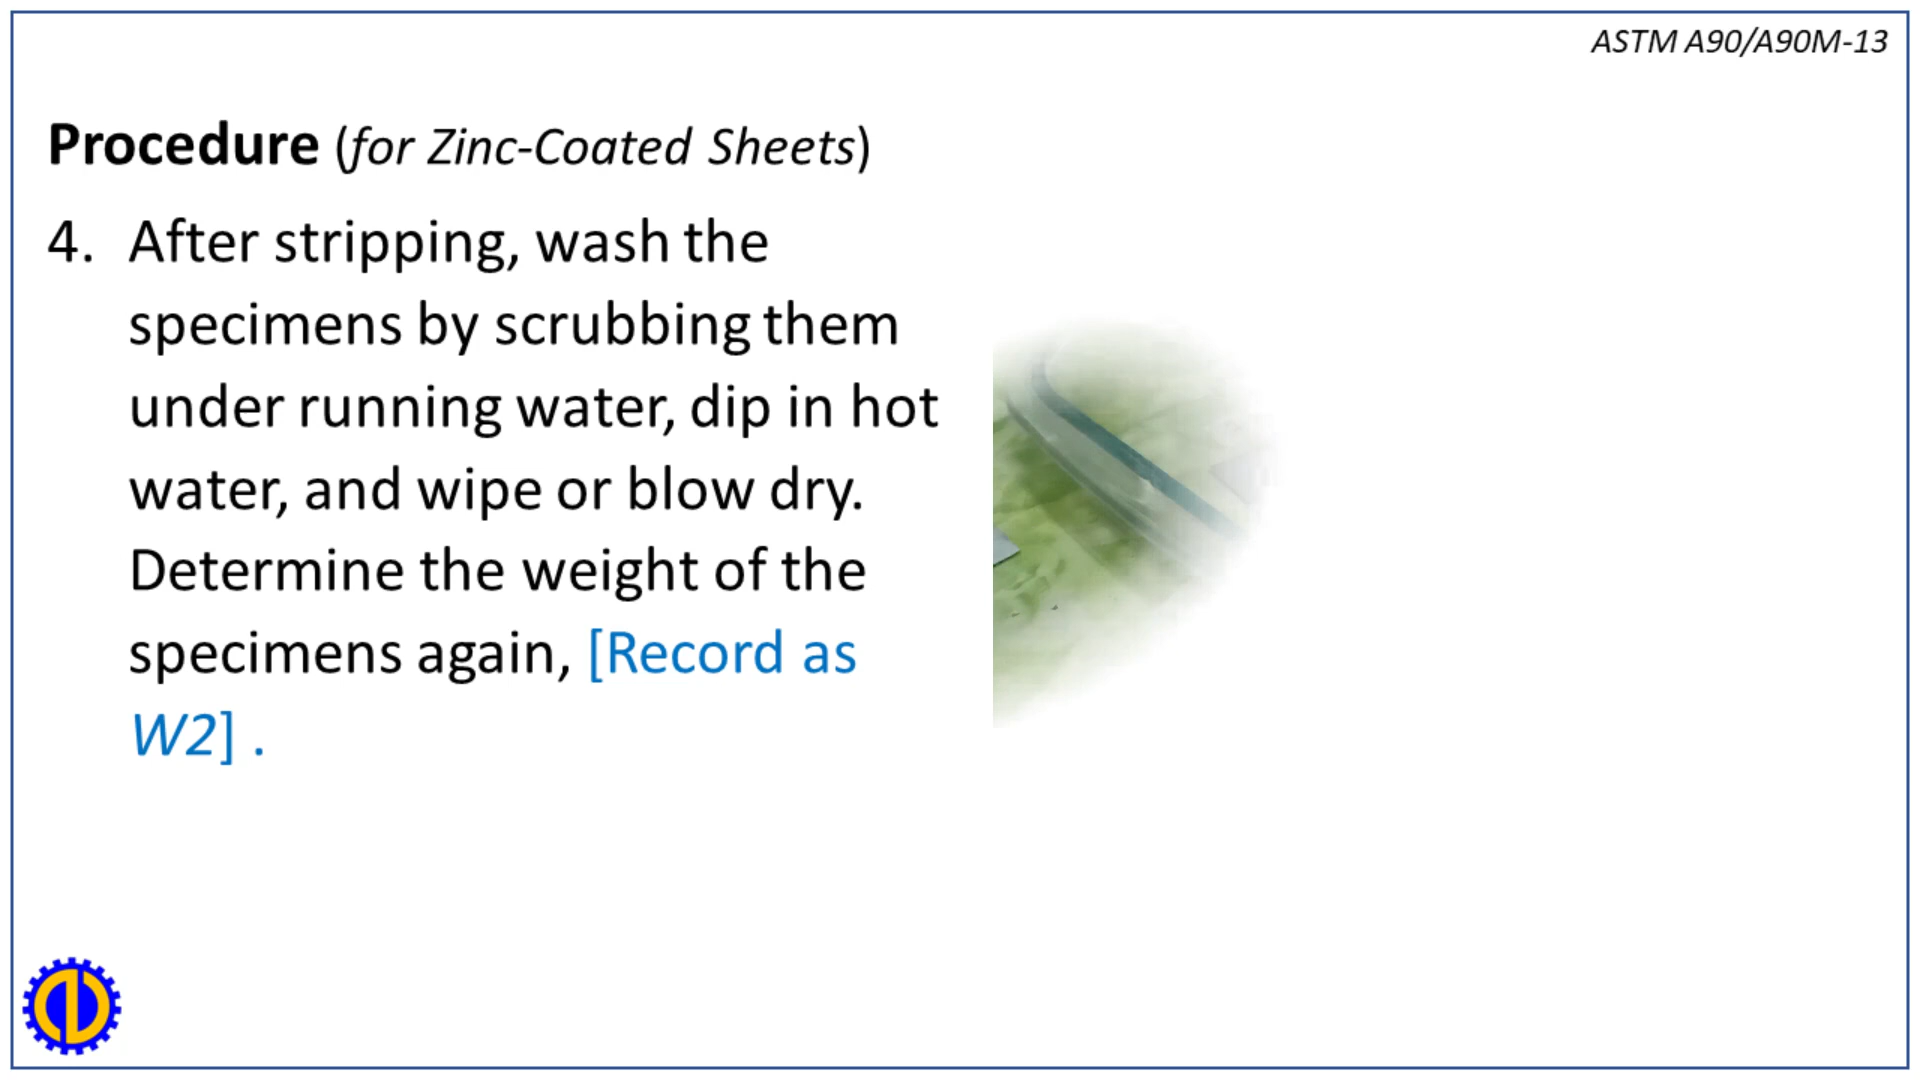 ASTM A90/A90M-13
Procedure (for Zinc-Coated Sheets)
4. After stripping, wash the
specimens by scrubbing them
under running water, dip in hot
water, and wipe or blow dry.
Determine the weight of the
specimens again, [Record as
W2] .